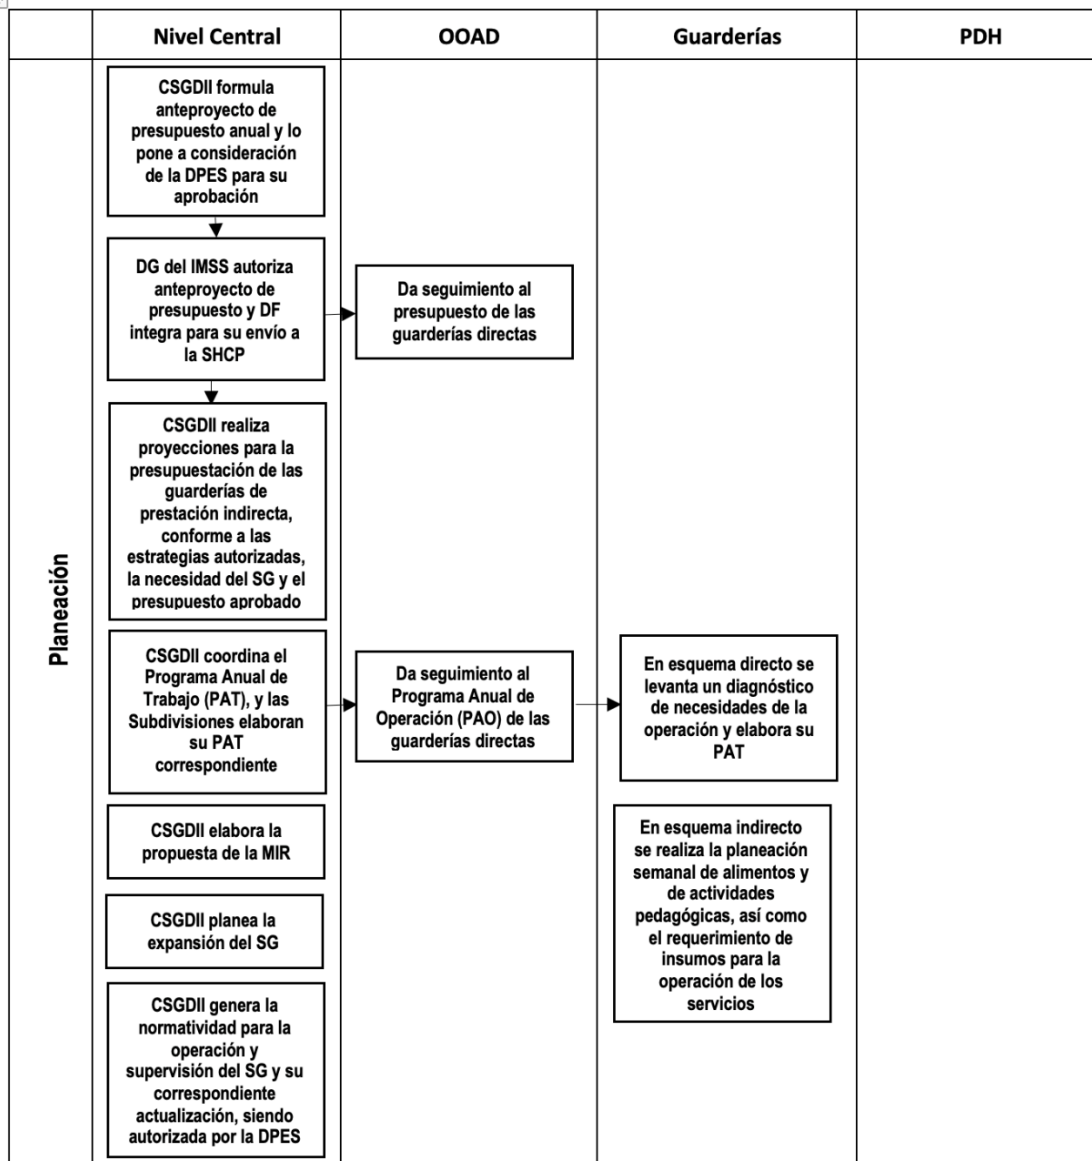 Nivel Central
OOAD
Guarderías
PDH
Planeación
CSGDII formula
anteproyecto de
presupuesto anual y lo
pone a consideración
de la DPES para su
aprobación
DG del IMSS autoriza
anteproyecto de
presupuesto y DF
integra para su envío a
la SHCP
Da seguimiento al
presupuesto de las
guarderías directas
CSGDII realiza
proyecciones para la
presupuestación de las
guarderías de
prestación indirecta,
conforme a las
estrategias autorizadas,
la necesidad del SG y el
presupuesto aprobado
CSGDII coordina el
Programa Anual de
Trabajo (PAT), y las
Subdivisiones elaboran
su PAT
correspondiente
Da seguimiento al
Programa Anual de
Operación (PAO) de las
guarderías directas
En esquema directo se
levanta un diagnóstico
de necesidades de la
operación y elabora su
PAT
CSGDII elabora la
propuesta de la MIR
CSGDII planea la
expansión del SG
En esquema indirecto
se realiza la planeación
semanal de alimentos y
de actividades
pedagógicas, así como
el requerimiento de
insumos para la
operación de los
servicios
CSGDII genera la
normatividad para la
operación y
supervisión del SG y su
correspondiente
actualización, siendo
autorizada por la DPES